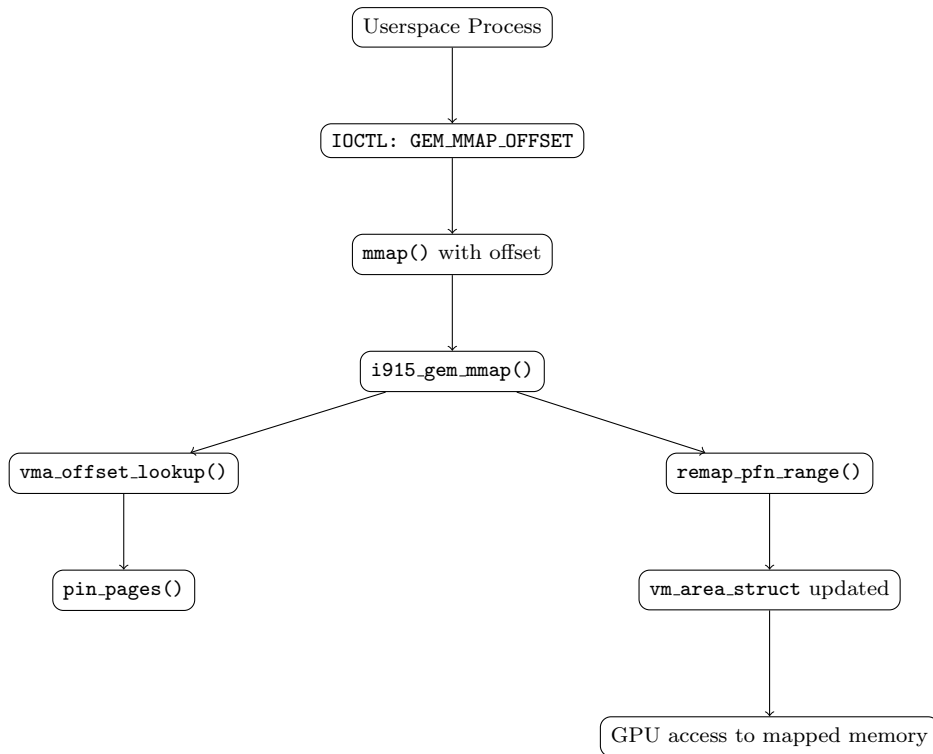 Userspace Process
IOCTL: GEM_MMAP_OFFSET
mmap() with offset
i915_gem_mmap()
vma_offset_lookup()
remap_pfn_range()
pin_pages()
vm_area_struct updated
GPU access to mapped memory